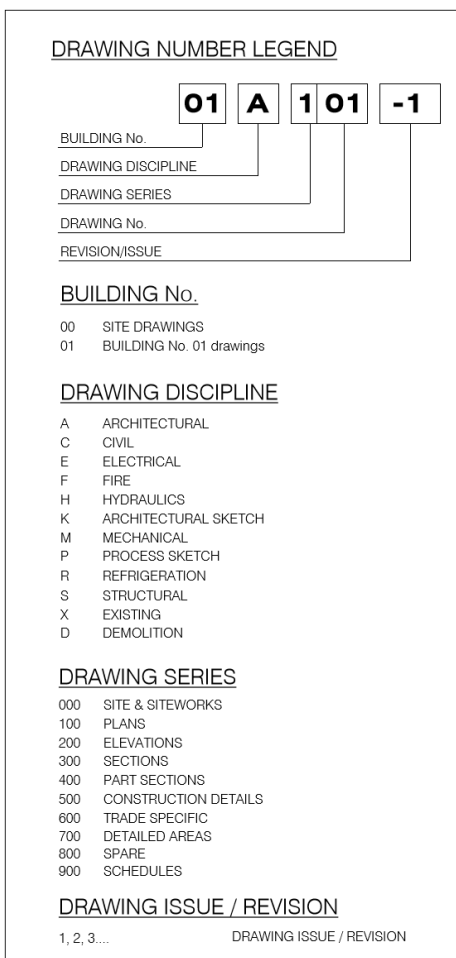 DRAWING NUMBER LEGEND
01 A 1 01 -1
BUILDING No.
DRAWING DISCIPLINE
DRAWING SERIES
DRAWING No.
REVISION/ISSUE
BUILDING No.
00 SITE DRAWINGS
01 BUILDING No. 01 drawings
DRAWING DISCIPLINE
A ARCHITECTURAL
C CIVIL
E ELECTRICAL
F FIRE
H HYDRAULICS
K ARCHITECTURAL SKETCH
M MECHANICAL
P PROCESS SKETCH
R REFRIGERATION
S STRUCTURAL
X EXISTING
D DEMOLITION
DRAWING SERIES
000 SITE & SITEWORKS
100 PLANS
200 ELEVATIONS
300 SECTIONS
400 PART SECTIONS
500 CONSTRUCTION DETAILS
600 TRADE SPECIFIC
700 DETAILED AREAS
800 SPARE
900 SCHEDULES
DRAWING ISSUE / REVISION
1, 2, 3.... DRAWING ISSUE / REVISION